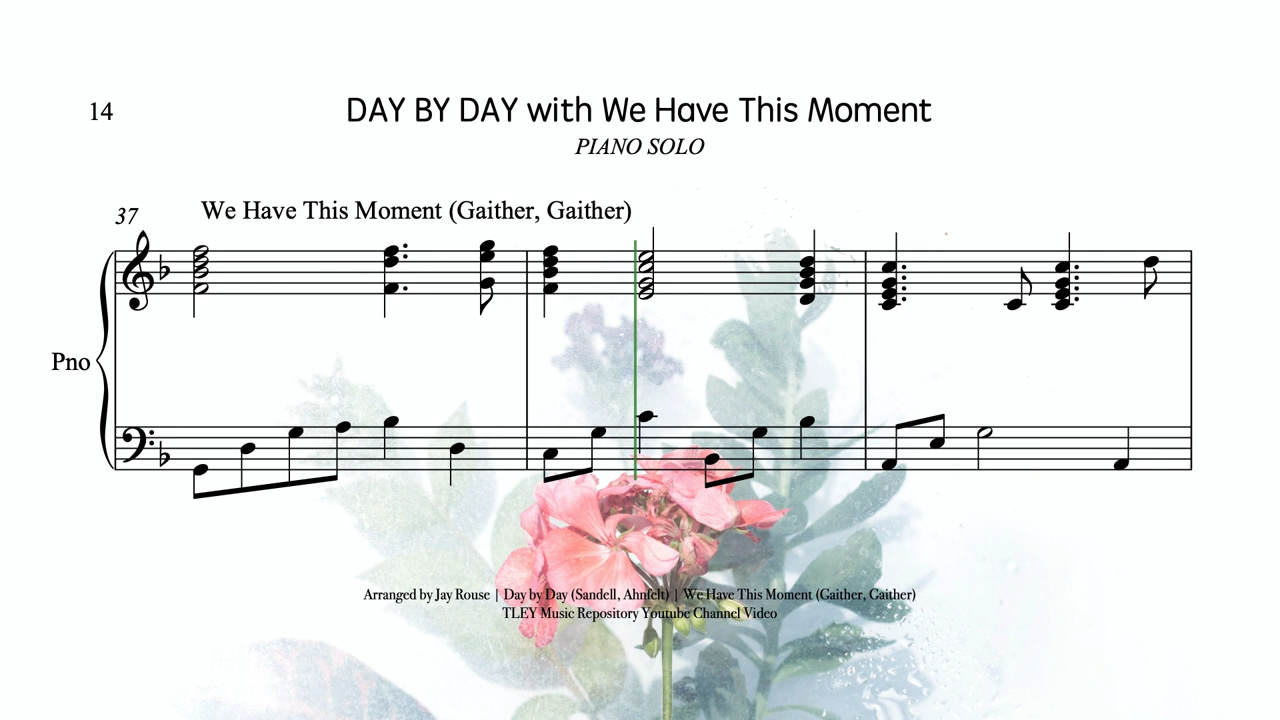 14
DAY BY DAY with We Have This Moment
PIANO SOLO
37
We Have This Moment (Gaither, Gaither)
Pno
Arranged by Jay Rouse | Day by Day (Sandell, Ahnfelt) | We Have This Moment (Gaither, Gaither)
TLEY Music Repository Youtube Channel Video